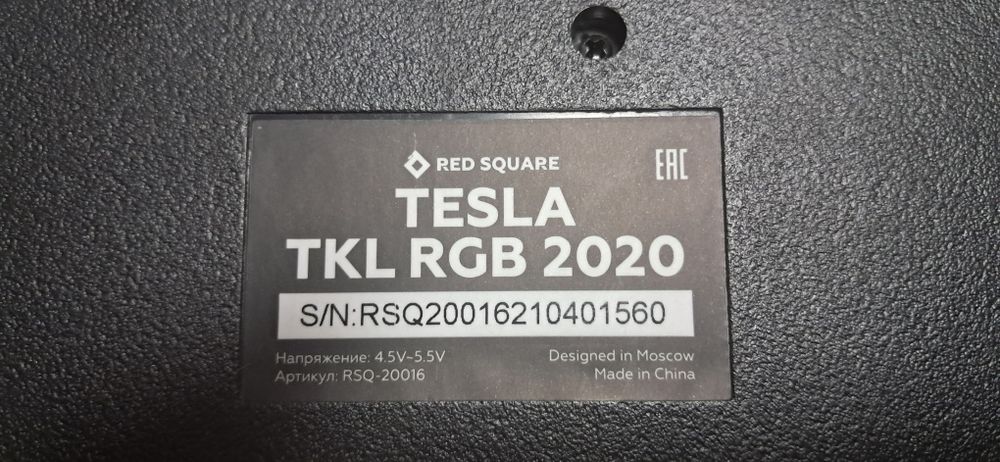 RED SQUARE
EAC
TESLA
TKL RGB 2020
S/N:RSQ20016210401560
Напряжение: 4.5V~5.5V
Артикул: RSQ-20016
Designed in Moscow
Made in China